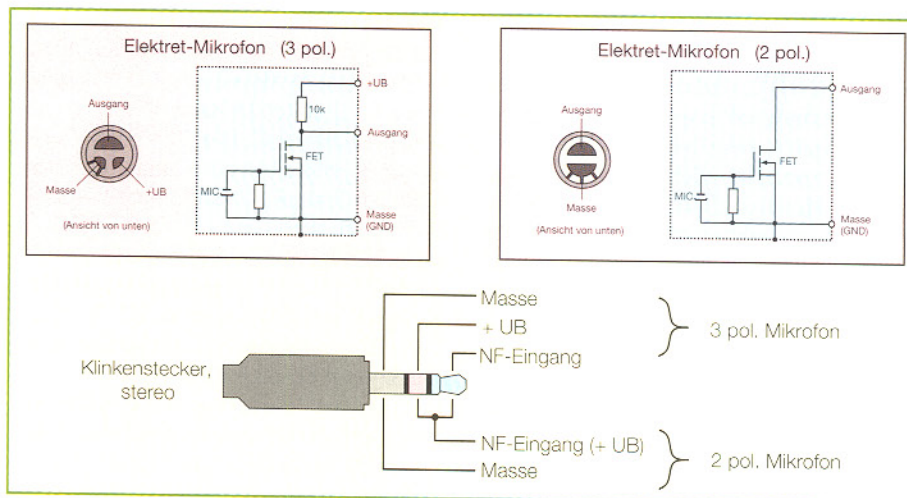 Elektret-Mikrofon (3 pol.)
+UB
10k
Ausgang
Ausgang
FET
MIC
Masse
+UB
Masse
(GND)
(Ansicht von unten)
Elektret-Mikrofon (2 pol.)
Ausgang
Ausgang
FET
MIC
Masse
Masse
(GND)
(Ansicht von unten)
Klinkenstecker,
stereo
Masse
+ UB
NF-Eingang
3 pol. Mikrofon
NF-Eingang (+ UB)
Masse
2 pol. Mikrofon